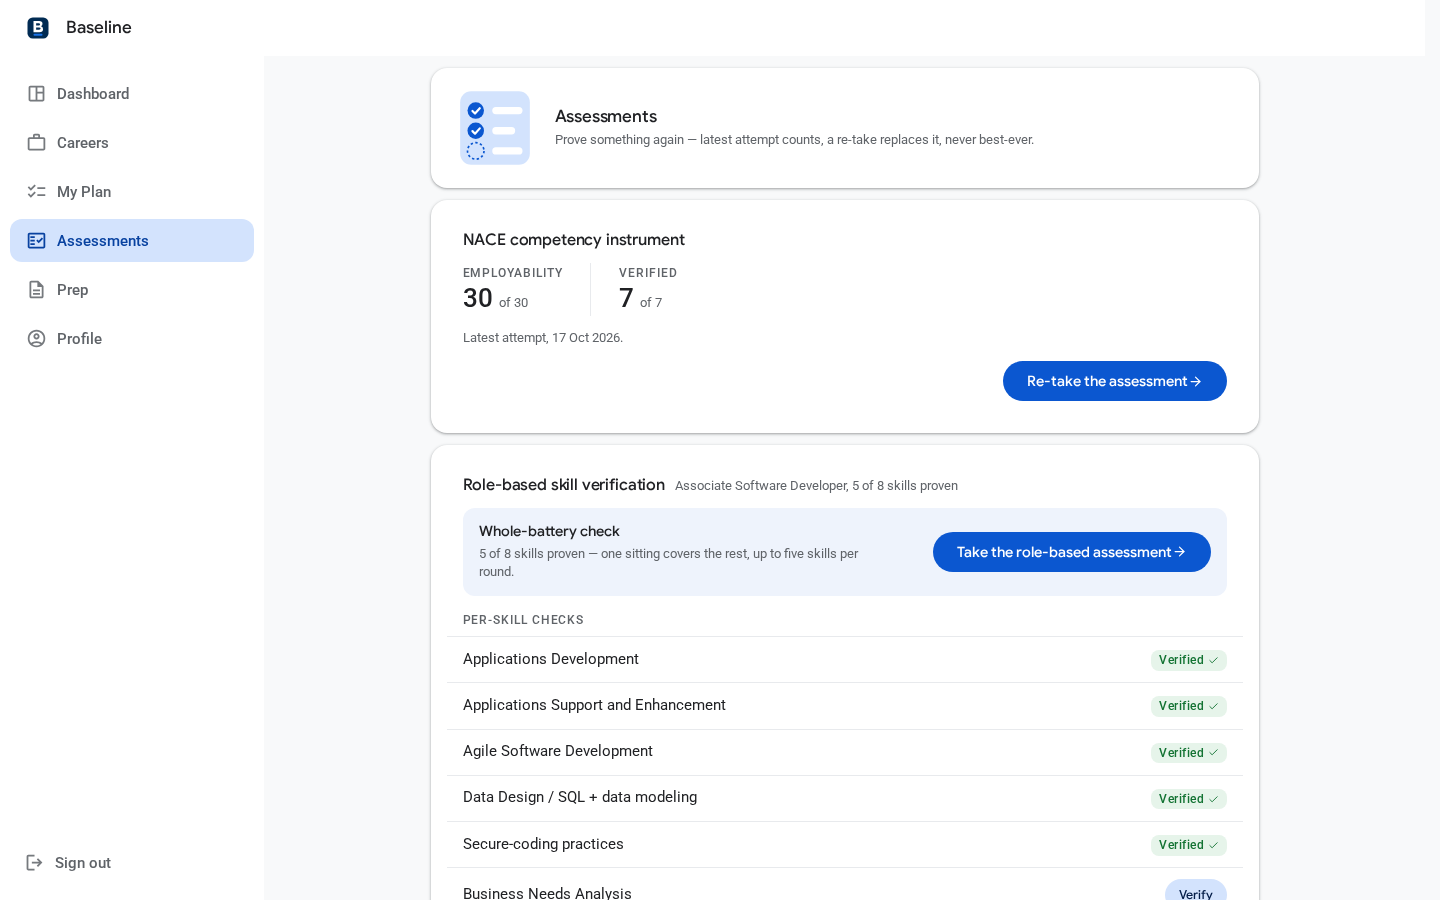 B Baseline
Dashboard
Careers
My Plan
Assessments
Prep
Profile
Sign out
Assessments
Prove something again — latest attempt counts, a re-take replaces it, never best-ever.
NACE competency instrument
EMPLOYABILITY
30 of 30
VERIFIED
7 of 7
Latest attempt, 17 Oct 2026.
Re-take the assessment
Role-based skill verification Associate Software Developer, 5 of 8 skills proven
Whole-battery check
5 of 8 skills proven — one sitting covers the rest, up to five skills per
round.
Take the role-based assessment
PER-SKILL CHECKS
Applications Development Verified
Applications Support and Enhancement Verified
Agile Software Development Verified
Data Design / SQL + data modeling Verified
Secure-coding practices Verified
Business Needs Analysis Verify